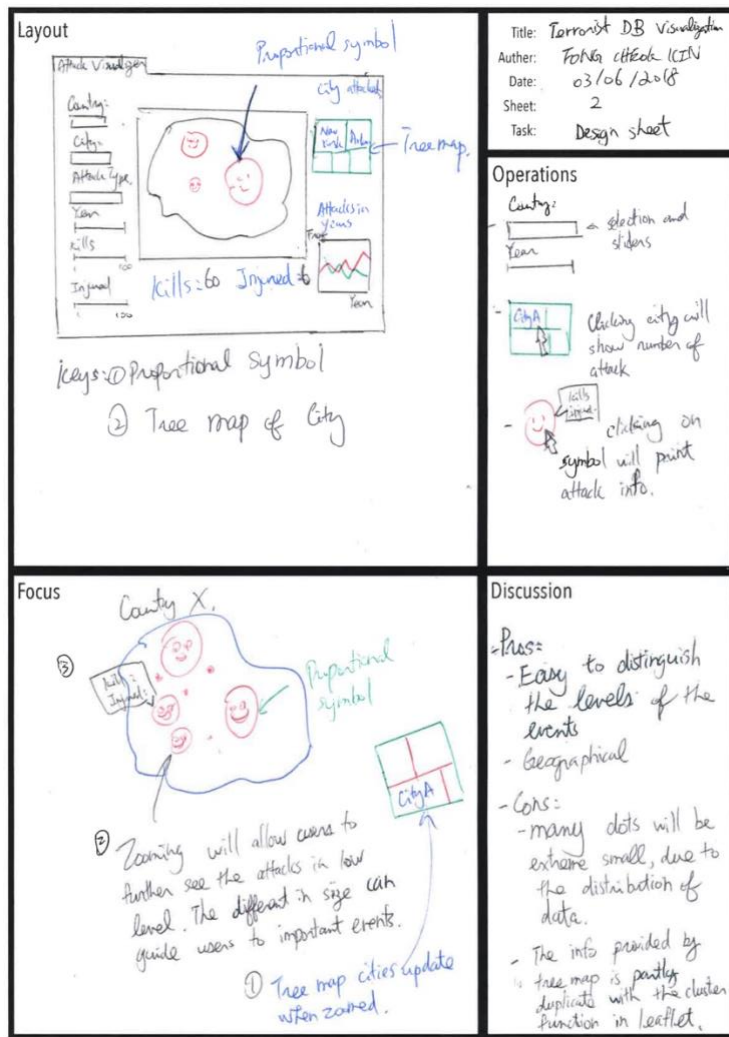 Layout
Proportional symbol
Attack Visualizer
City attacks
Country:
City:
Attack Type
Year
Kills
100
Injured
100
New York
Tree map.
Attacks in years
Freq
Year
Kills=60 Injured=6
Keys: ① Proportional symbol
② Tree map of City
Title: Terrorist DB Visualization
Auther:
Date: 03/06/2018
Sheet: 2
Task: Design sheet
Operations
- Country:
Year
selection and
sliders
- City A
Clicking city will
show number of
attack
- Kills
Injured:
clicking on
symbol will print
attack info.
Focus
Country X.
③
Kills:
Injured:
Proportional
symbol
City A
② Zooming will allow users to
further see the attacks in low
level. The different in size can
guide users to important events.
① Tree map cities update
when zoomed.
Discussion
- Pros:
- Easy to distinguish
the levels of the
events
- Geographical
- Cons:
- many dots will be
extreme small, due to
the distribution of
data.
- The info provided by
tree map is partly
duplicate with the cluster
function in leaflet.